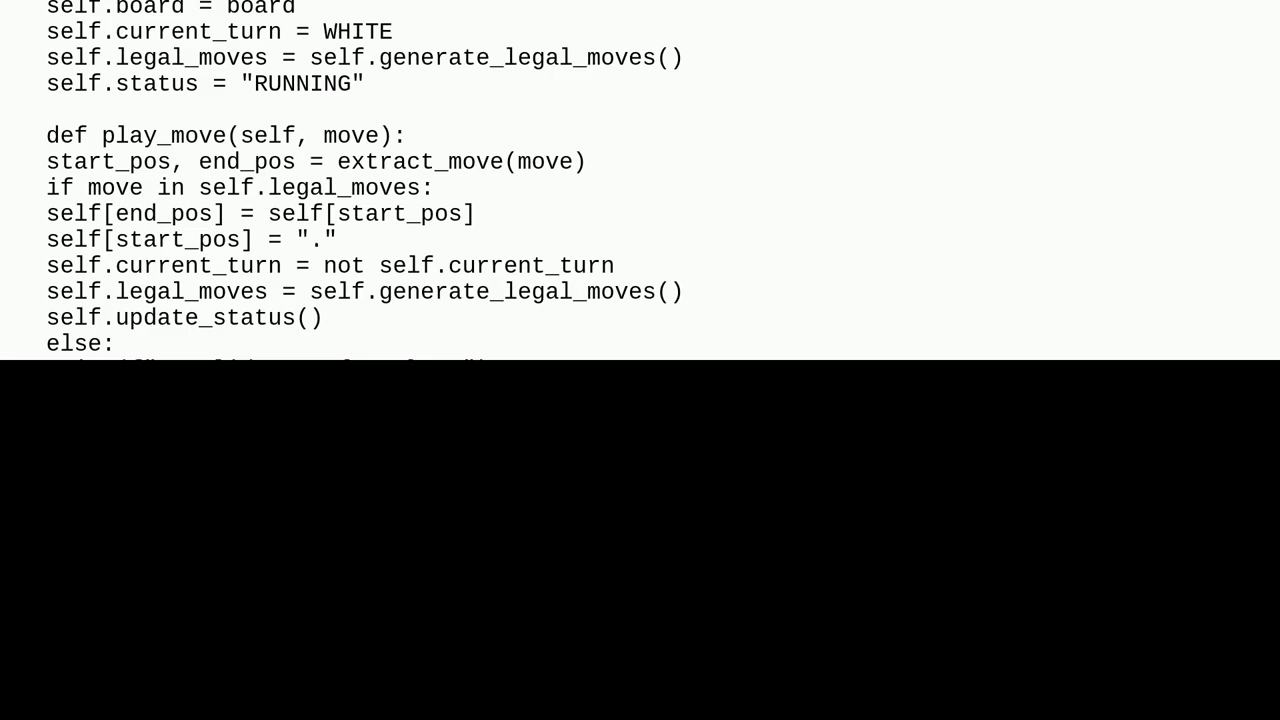 self.board = board
self.current_turn = WHITE
self.legal_moves = self.generate_legal_moves()
self.status = "RUNNING"
def play_move(self, move):
start_pos, end_pos = extract_move(move)
if move in self.legal_moves:
self[end_pos] = self[start_pos]
self[start_pos] = "."
self.current_turn = not self.current_turn
self.legal_moves = self.generate_legal_moves()
self.update_status()
else: